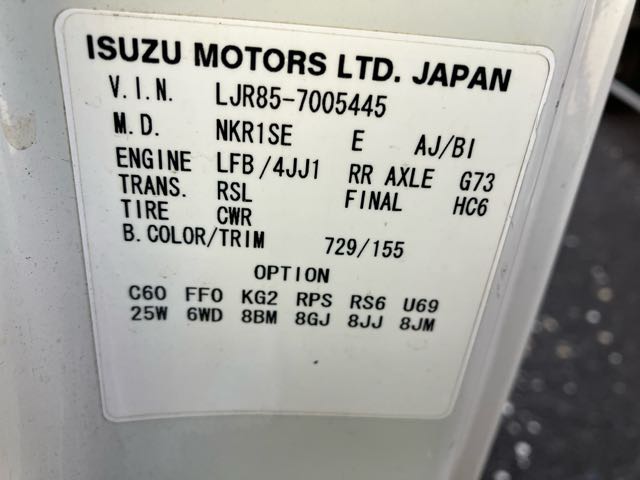 ISUZU MOTORS LTD. JAPAN
V.I.N. LJR85-7005445
M.D. NKR1SE E AJ/BI
ENGINE LFB/4JJ1 RR AXLE G73
TRANS. RSL FINAL HC6
TIRE CWR
B.COLOR/TRIM 729/155
OPTION
C60 FF0 KG2 RPS RS6 U69
25W 6WD 8BM 8GJ 8JJ 8JM